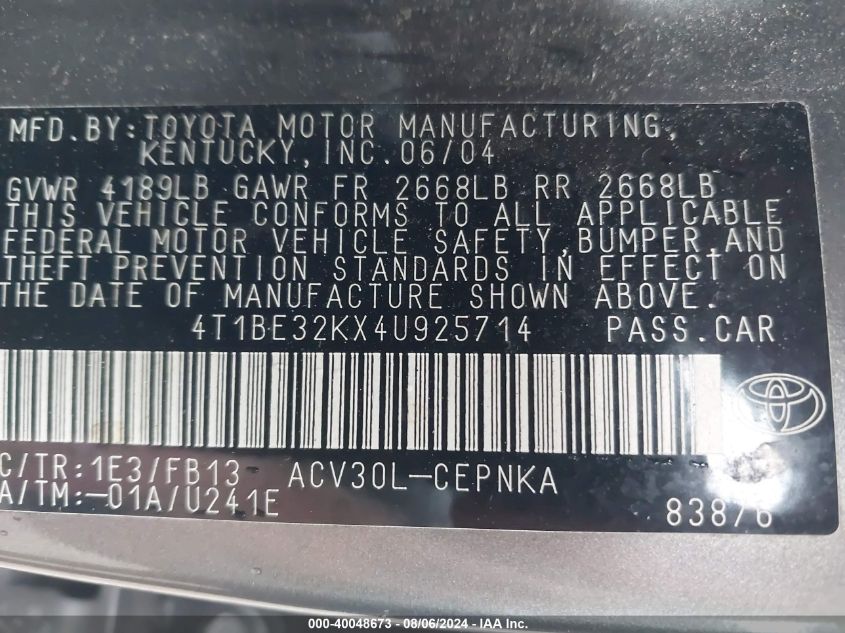 MFD.BY:TOYOTA MOTOR MANUFACTURING,
KENTUCKY,INC.06/04
GVWR 4189LB GAWR FR 2668LB RR 2668LB
THIS VEHICLE CONFORMS TO ALL APPLICABLE
FEDERAL MOTOR VEHICLE SAFETY,BUMPER,AND
THEFT PREVENTION STANDARDS IN EFFECT ON
THE DATE OF MANUFACTURE SHOWN ABOVE.
4T1BE32KX4U925714 PASS.CAR
C/TR:1E3/FB13 ACV30L-CEPNKA
A/TM:-01A/U241E
000-40048673 - 08/06/2024 - IAA Inc.